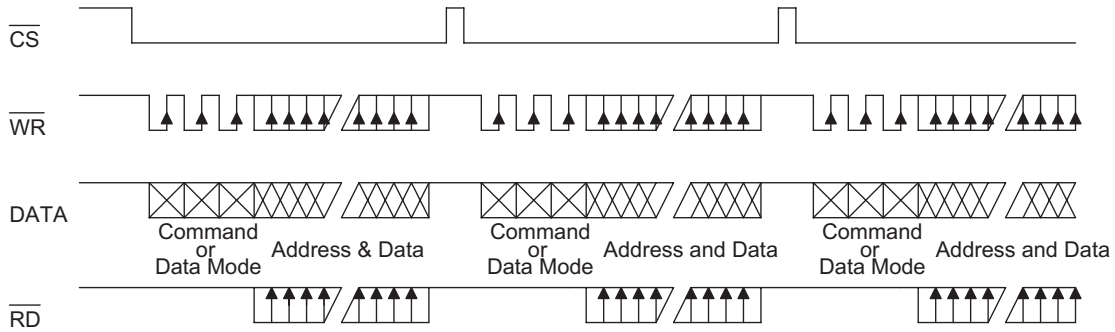 CS
WR
DATA
Command
or
Data Mode
Address & Data
Command
or
Data Mode
Address and Data
Command
or
Data Mode
Address and Data
RD